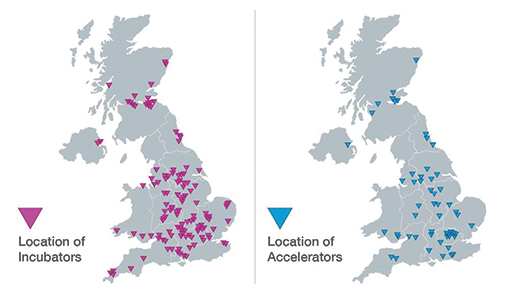 Location of
Incubators
Location of
Accelerators